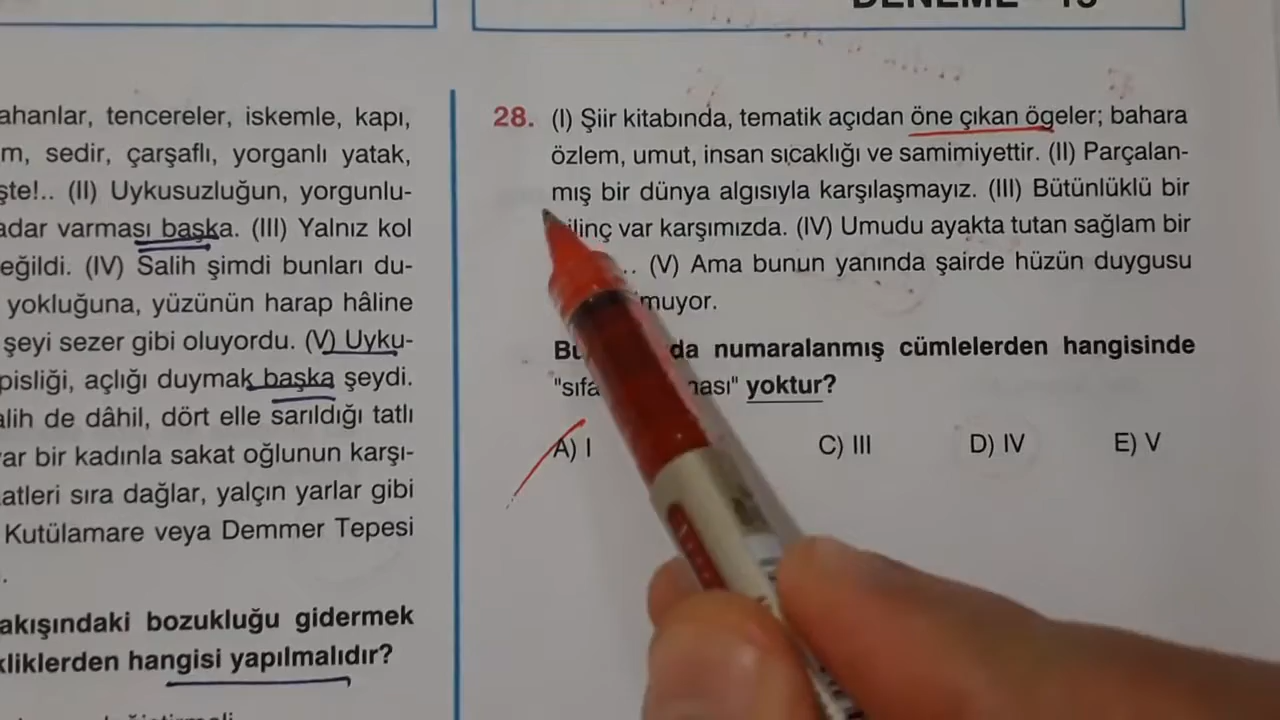 DENEME - 13
ahanlar, tencereler, iskemle, kapı,
m, sedir, çarşaflı, yorganlı yatak,
şte!.. (II) Uykusuzluğun, yorgunlu-
adar varması başka. (III) Yalnız kol
eğildi. (IV) Salih şimdi bunları du-
yokluğuna, yüzünün harap hâline
şeyi sezer gibi oluyordu. (V) Uyku-
pisliği, açlığı duymak başka şeydi.
alih de dâhil, dört elle sarıldığı tatlı
ar bir kadınla sakat oğlunun karşı-
atleri sıra dağlar, yalçın yarlar gibi
Kutülamare veya Demmer Tepesi
.
akışındaki bozukluğu gidermek
kliklerden hangisi yapılmalıdır?
28. (I) Şiir kitabında, tematik açıdan öne çıkan ögeler; bahara
özlem, umut, insan sıcaklığı ve samimiyettir. (II) Parçalan-
mış bir dünya algısıyla karşılaşmayız. (III) Bütünlüklü bir
ilinç var karşımızda. (IV) Umudu ayakta tutan sağlam bir
.. (V) Ama bunun yanında şairde hüzün duygusu
muyor.
Bu da numaralanmış cümlelerden hangisinde
"sıfa ması" yoktur?
A) I C) III D) IV E) V